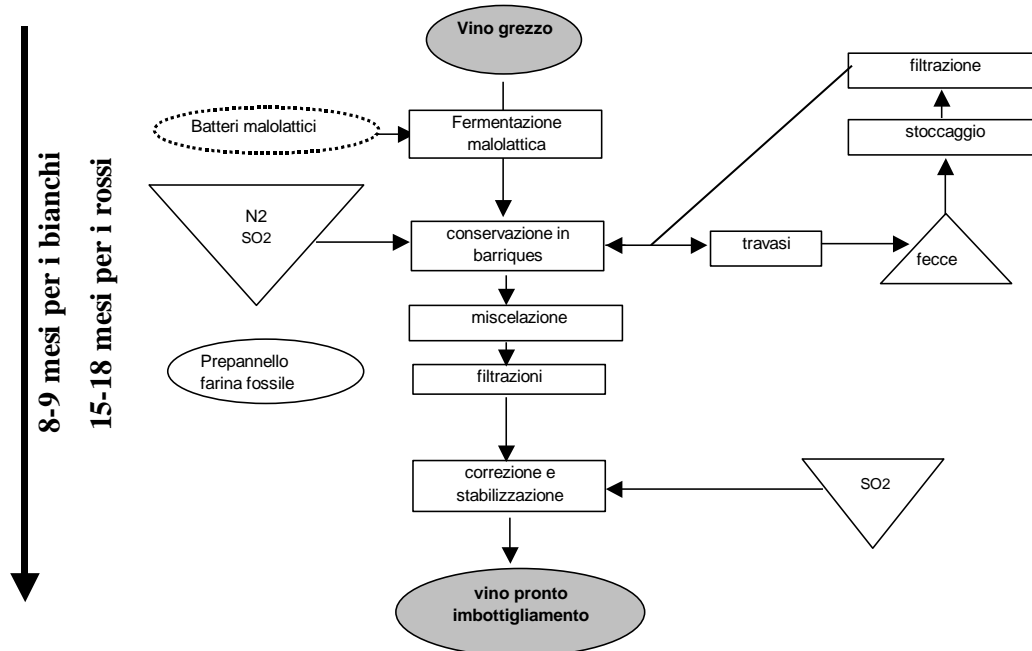 Vino grezzo
filtrazione
Batteri malolattici
Fermentazione
malolattica
stoccaggio
8-9 mesi per i bianchi
15-18 mesi per i rossi
N2
SO2
conservazione in
barriques
travasi
fecce
miscelazione
Prepannello
farina fossile
filtrazioni
correzione e
stabilizzazione
SO2
vino pronto
imbottigliamento